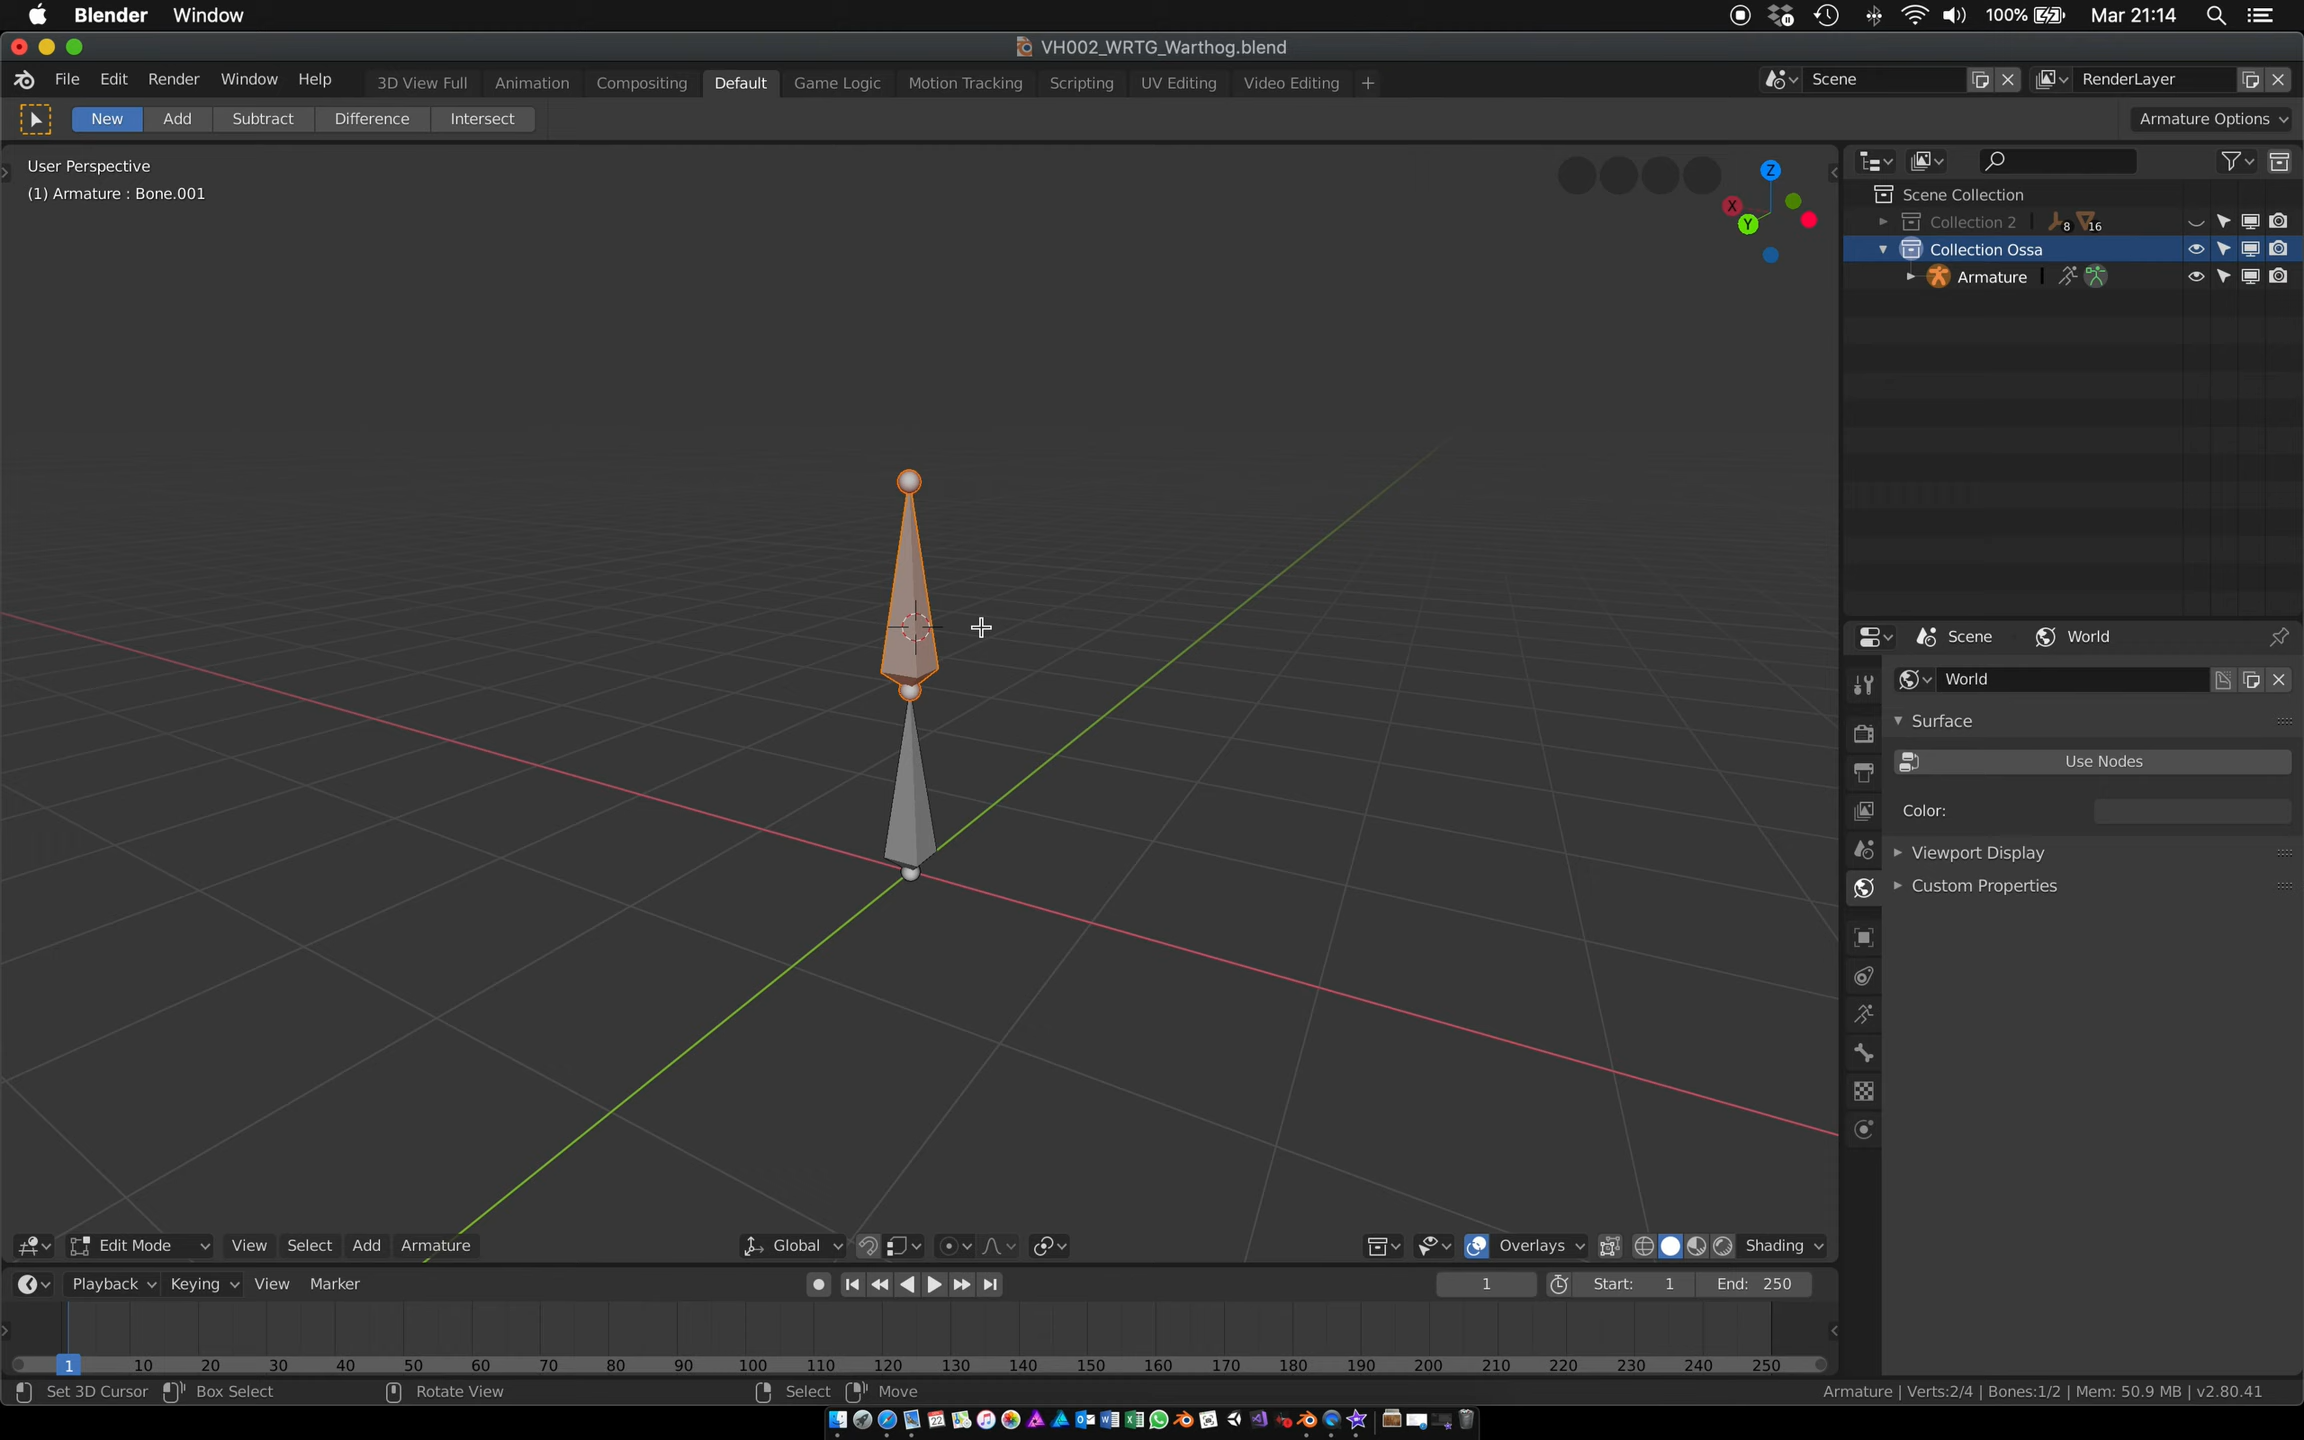 Blender Window 100% Mar 21:14
VH002_WRTG_Warthog.blend
File Edit Render Window Help 3D View Full Animation Compositing Default Game Logic Motion Tracking Scripting UV Editing Video Editing + Scene RenderLayer
New Add Subtract Difference Intersect Armature Options
User Perspective
(1) Armature : Bone.001
Z
X
Y
Scene Collection
Collection 2 8 16
Collection Ossa
Armature
Scene World
World
Surface
Use Nodes
Color:
Viewport Display
Custom Properties
Edit Mode View Select Add Armature Global Overlays Shading
Playback Keying View Marker 1 Start: 1 End: 250
1 10 20 30 40 50 60 70 80 90 100 110 120 130 140 150 160 170 180 190 200 210 220 230 240 250
Set 3D Cursor Box Select Rotate View Select Move Armature | Verts:2/4 | Bones:1/2 | Mem: 50.9 MB | v2.80.41
22